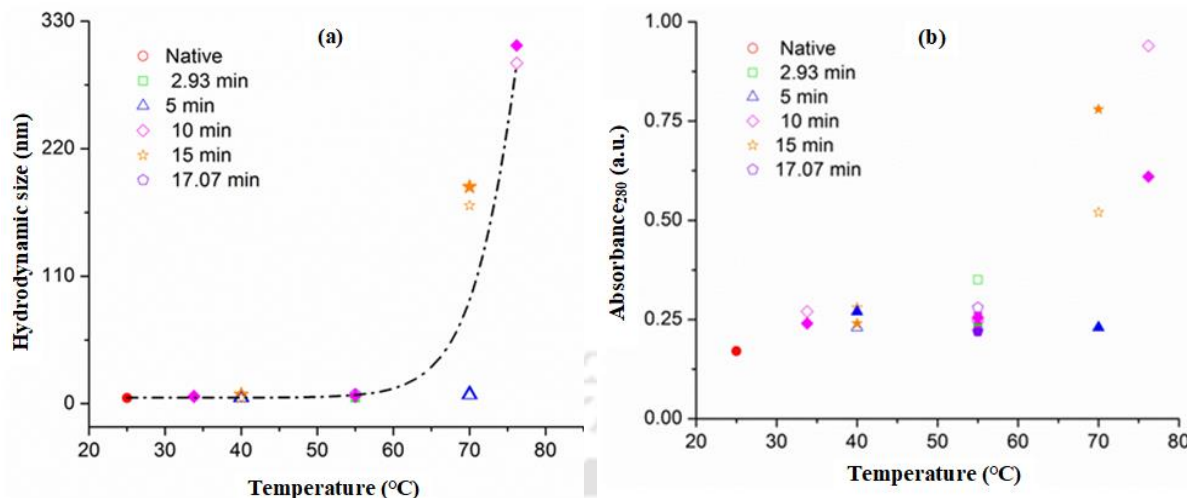 (a)
Hydrodynamic size (nm)
330
220
110
0
Native
2.93 min
5 min
10 min
15 min
17.07 min
20 30 40 50 60 70 80
Temperature (°C)
(b)
Absorbance₂₈₀ (a.u.)
1.00
0.75
0.50
0.25
0.00
Native
2.93 min
5 min
10 min
15 min
17.07 min
20 30 40 50 60 70 80
Temperature (°C)